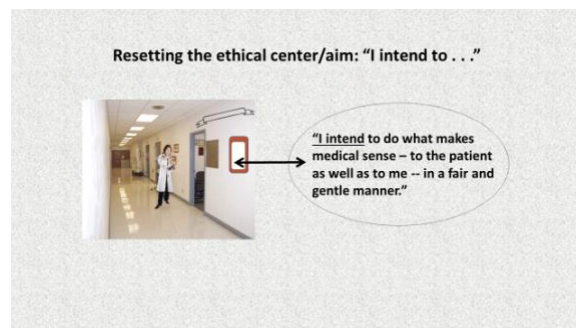 Resetting the ethical center/aim: “I intend to . . .”
“I intend to do what makes
medical sense – to the patient
as well as to me -- in a fair and
gentle manner.”